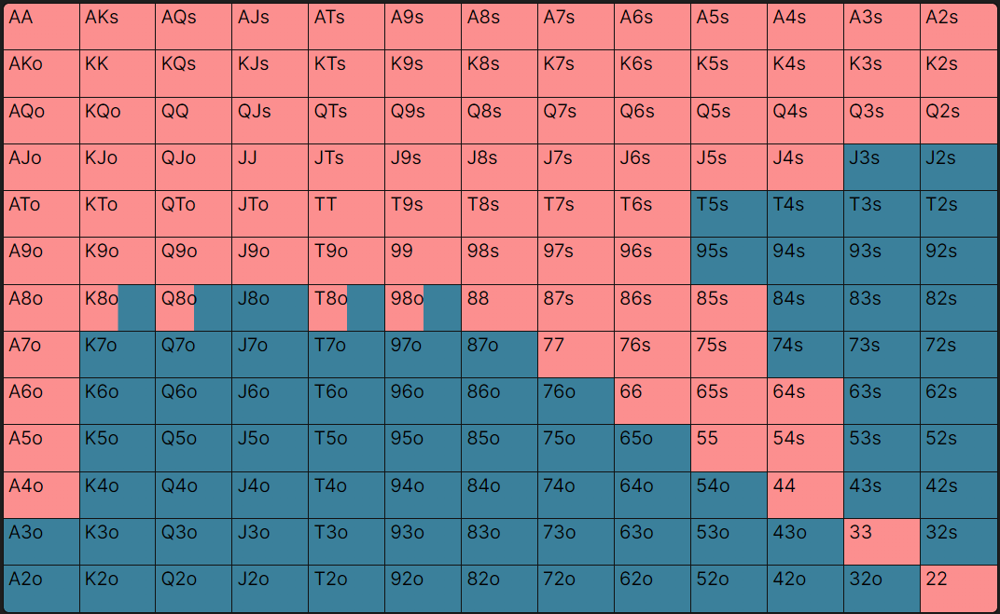 AA AKs AQs AJs ATs A9s A8s A7s A6s A5s A4s A3s A2s
AKo KK KQs KJs KTs K9s K8s K7s K6s K5s K4s K3s K2s
AQo KQo QQ QJs QTs Q9s Q8s Q7s Q6s Q5s Q4s Q3s Q2s
AJo KJo QJo JJ JTs J9s J8s J7s J6s J5s J4s J3s J2s
ATo KTo QTo JTo TT T9s T8s T7s T6s T5s T4s T3s T2s
A9o K9o Q9o J9o T9o 99 98s 97s 96s 95s 94s 93s 92s
A8o K8o Q8o J8o T8o 98o 88 87s 86s 85s 84s 83s 82s
A7o K7o Q7o J7o T7o 97o 87o 77 76s 75s 74s 73s 72s
A6o K6o Q6o J6o T6o 96o 86o 76o 66 65s 64s 63s 62s
A5o K5o Q5o J5o T5o 95o 85o 75o 65o 55 54s 53s 52s
A4o K4o Q4o J4o T4o 94o 84o 74o 64o 54o 44 43s 42s
A3o K3o Q3o J3o T3o 93o 83o 73o 63o 53o 43o 33 32s
A2o K2o Q2o J2o T2o 92o 82o 72o 62o 52o 42o 32o 22